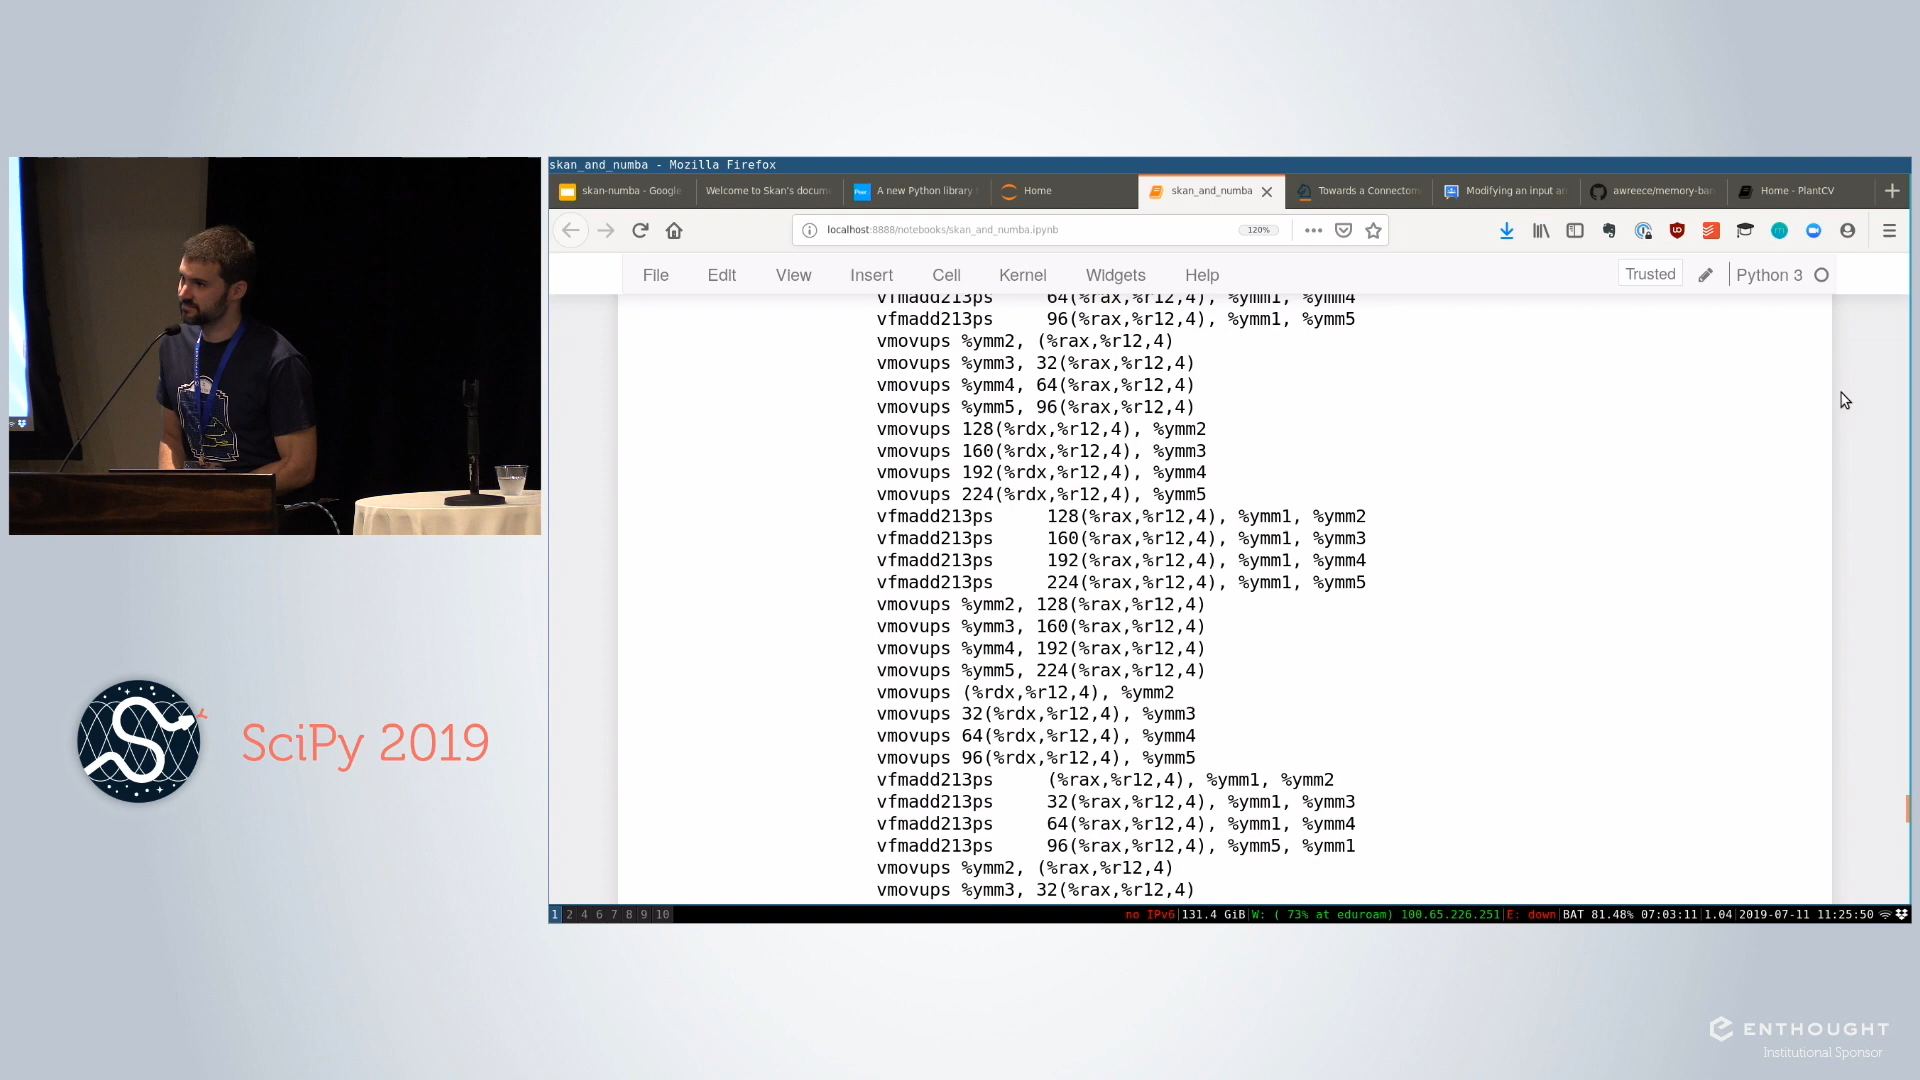 skan_and_numba - Mozilla Firefox
skan-numba - Google
Welcome to Skan's docum
Peer
A new Python library
Home
skan_and_numba
Towards a Connectom
Modifying an input a
awreece/memory-ban
Home - PlantCV
localhost:8888/notebooks/skan_and_numba.ipynb
120%
File Edit View Insert Cell Kernel Widgets Help
Trusted
Python 3
vfmadd213ps 64(%rax,%r12,4), %ymm1, %ymm4
vfmadd213ps 96(%rax,%r12,4), %ymm1, %ymm5
vmovups %ymm2, (%rax,%r12,4)
vmovups %ymm3, 32(%rax,%r12,4)
vmovups %ymm4, 64(%rax,%r12,4)
vmovups %ymm5, 96(%rax,%r12,4)
vmovups 128(%rdx,%r12,4), %ymm2
vmovups 160(%rdx,%r12,4), %ymm3
vmovups 192(%rdx,%r12,4), %ymm4
vmovups 224(%rdx,%r12,4), %ymm5
vfmadd213ps 128(%rax,%r12,4), %ymm1, %ymm2
vfmadd213ps 160(%rax,%r12,4), %ymm1, %ymm3
vfmadd213ps 192(%rax,%r12,4), %ymm1, %ymm4
vfmadd213ps 224(%rax,%r12,4), %ymm1, %ymm5
vmovups %ymm2, 128(%rax,%r12,4)
vmovups %ymm3, 160(%rax,%r12,4)
vmovups %ymm4, 192(%rax,%r12,4)
vmovups %ymm5, 224(%rax,%r12,4)
vmovups (%rdx,%r12,4), %ymm2
vmovups 32(%rdx,%r12,4), %ymm3
vmovups 64(%rdx,%r12,4), %ymm4
vmovups 96(%rdx,%r12,4), %ymm5
vfmadd213ps (%rax,%r12,4), %ymm1, %ymm2
vfmadd213ps 32(%rax,%r12,4), %ymm1, %ymm3
vfmadd213ps 64(%rax,%r12,4), %ymm1, %ymm4
vfmadd213ps 96(%rax,%r12,4), %ymm5, %ymm1
vmovups %ymm2, (%rax,%r12,4)
vmovups %ymm3, 32(%rax,%r12,4)
1 2 4 6 7 8 9 10
no IPv6|131.4 GiB|W: ( 73% at eduroam) 100.65.226.251|E: down|BAT 81.48% 07:03:11|1.04|2019-07-11 11:25:50
SciPy 2019
ENTHOUGHT
Institutional Sponsor